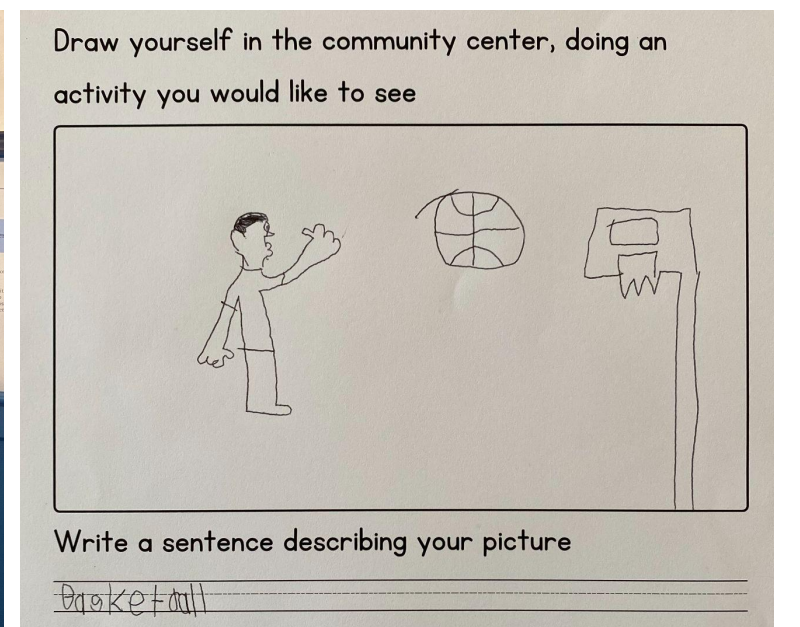 Draw yourself in the community center, doing an
activity you would like to see
Write a sentence describing your picture
Basketball